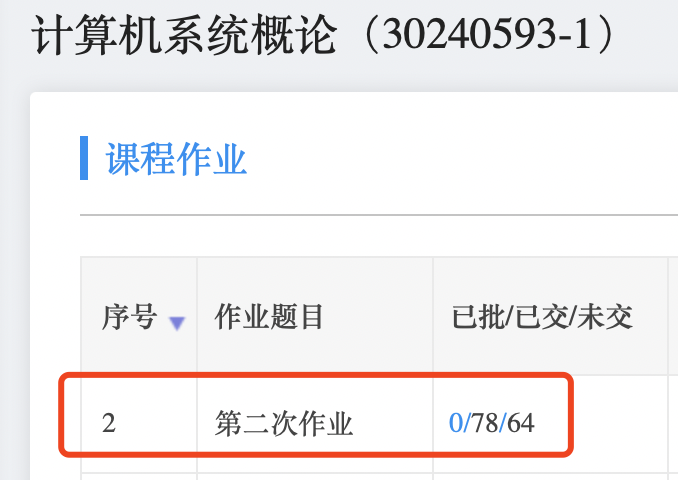 计算机系统概论（30240593-1）
课程作业
序号 作业题目 已批/已交/未交
2 第二次作业 0/78/64